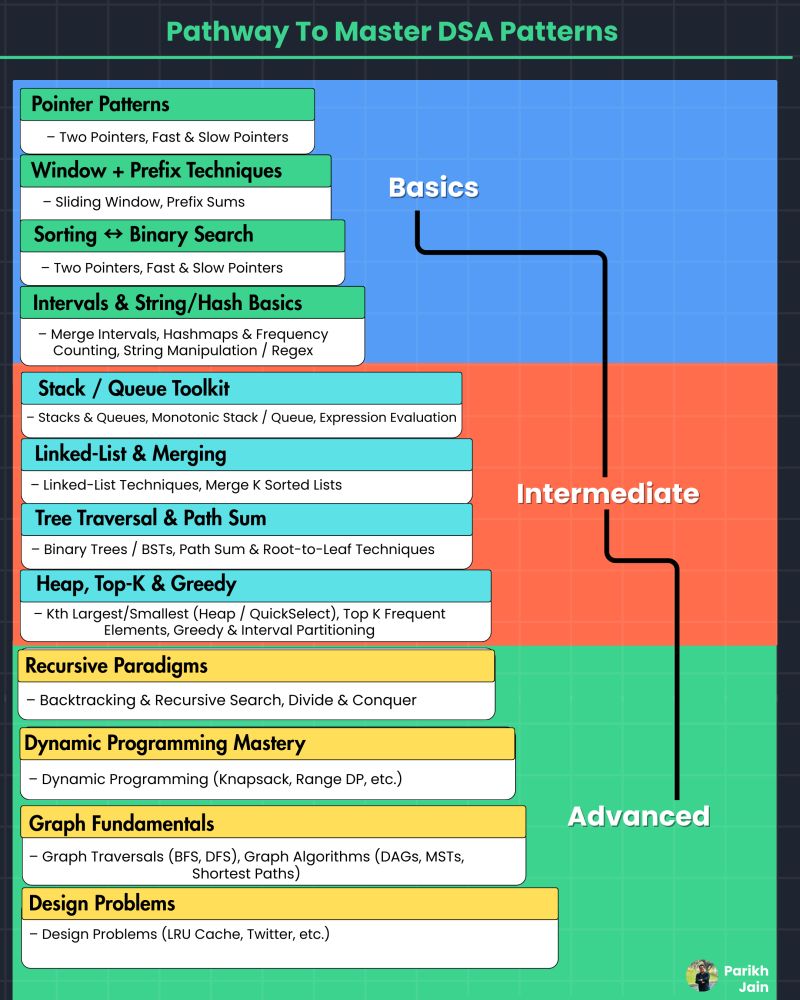 Pathway To Master DSA Patterns
Pointer Patterns
– Two Pointers, Fast & Slow Pointers
Window + Prefix Techniques
– Sliding Window, Prefix Sums
Sorting ↔ Binary Search
– Two Pointers, Fast & Slow Pointers
Intervals & String/Hash Basics
– Merge Intervals, Hashmaps & Frequency
Counting, String Manipulation / Regex
Basics
Stack / Queue Toolkit
– Stacks & Queues, Monotonic Stack / Queue, Expression Evaluation
Linked-List & Merging
– Linked-List Techniques, Merge K Sorted Lists
Tree Traversal & Path Sum
– Binary Trees / BSTs, Path Sum & Root-to-Leaf Techniques
Heap, Top-K & Greedy
– Kth Largest/Smallest (Heap / QuickSelect), Top K Frequent
Elements, Greedy & Interval Partitioning
Intermediate
Recursive Paradigms
– Backtracking & Recursive Search, Divide & Conquer
Dynamic Programming Mastery
– Dynamic Programming (Knapsack, Range DP, etc.)
Graph Fundamentals
– Graph Traversals (BFS, DFS), Graph Algorithms (DAGs, MSTs,
Shortest Paths)
Design Problems
– Design Problems (LRU Cache, Twitter, etc.)
Advanced
Parikh
Jain